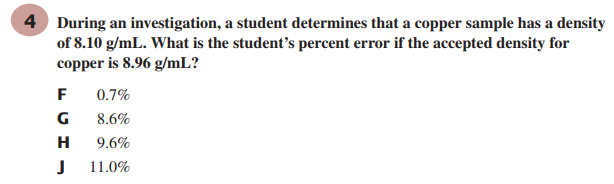 4 During an investigation, a student determines that a copper sample has a density
of 8.10 g/mL. What is the student’s percent error if the accepted density for
copper is 8.96 g/mL?
F 0.7%
G 8.6%
H 9.6%
J 11.0%